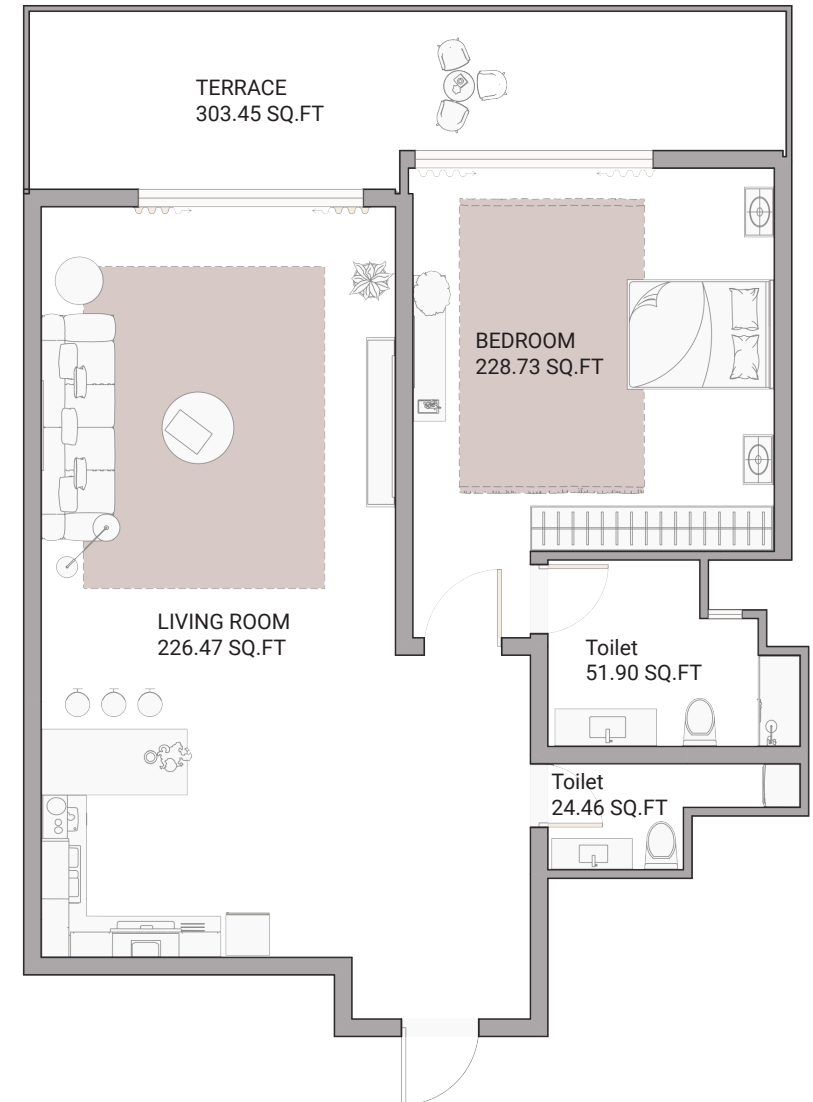 TERRACE
303.45 SQ.FT
BEDROOM
228.73 SQ.FT
LIVING ROOM
226.47 SQ.FT
Toilet
51.90 SQ.FT
Toilet
24.46 SQ.FT